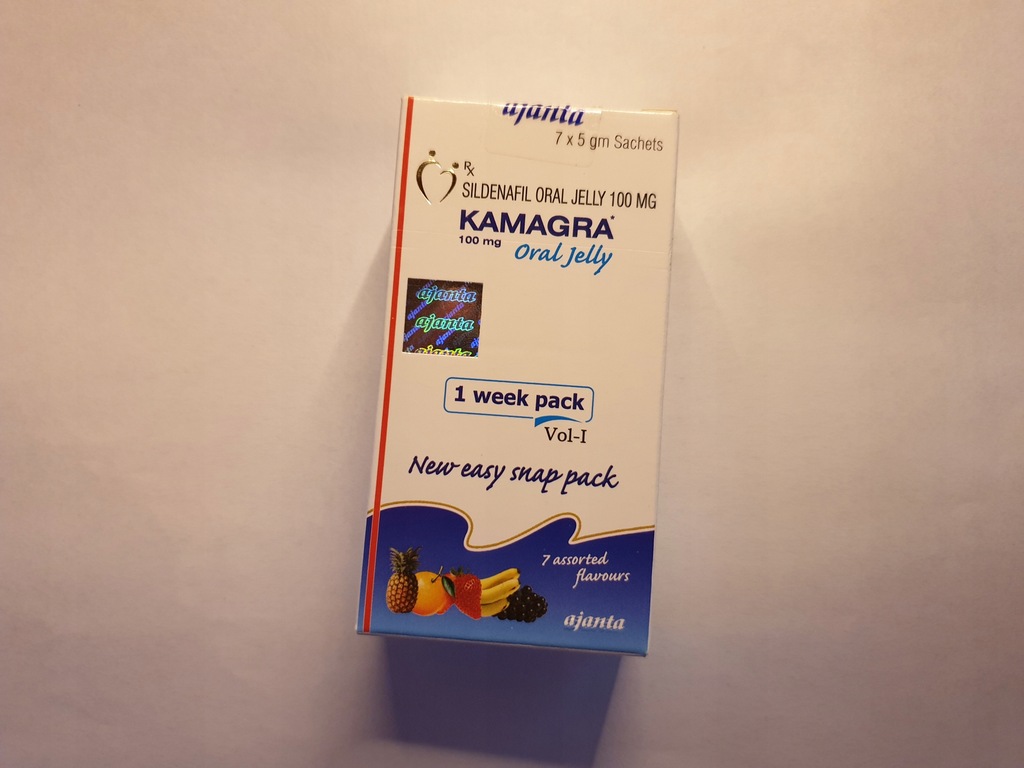 ajanta
7 x 5 gm Sachets
Rx
SILDENAFIL ORAL JELLY 100 MG
KAMAGRA*
100 mg Oral Jelly
ajanta
ajanta
ajanta
1 week pack
Vol-I
New easy snap pack
7 assorted
flavours
ajanta